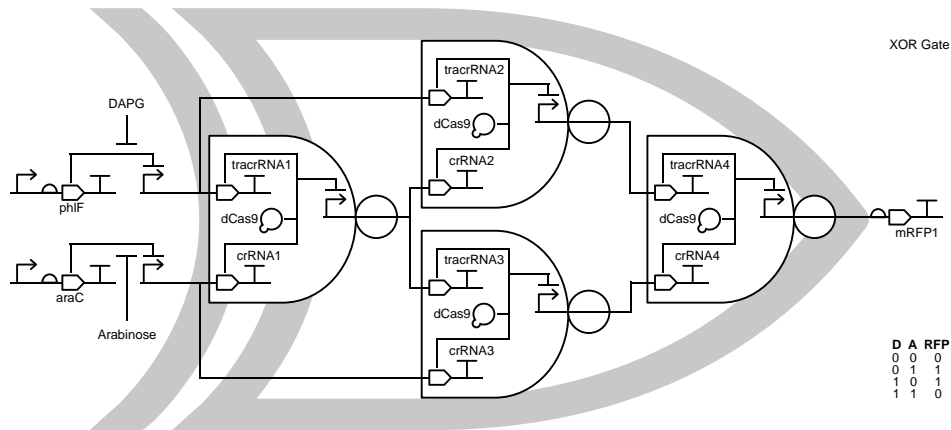 XOR Gate
tracrRNA2
dCas9
crRNA2
DAPG
phlF
tracrRNA1
dCas9
crRNA1
araC
Arabinose
tracrRNA3
dCas9
crRNA3
tracrRNA4
dCas9
crRNA4
mRFP1
D A RFP
0 0 0
0 1 1
1 0 1
1 1 0